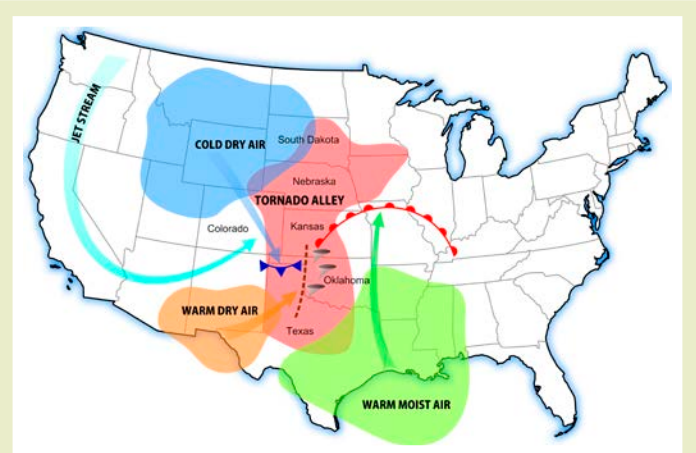 JET STREAM
COLD DRY AIR
South Dakota
Nebraska
TORNADO ALLEY
Colorado
Kansas
Oklahoma
WARM DRY AIR
Texas
WARM MOIST AIR